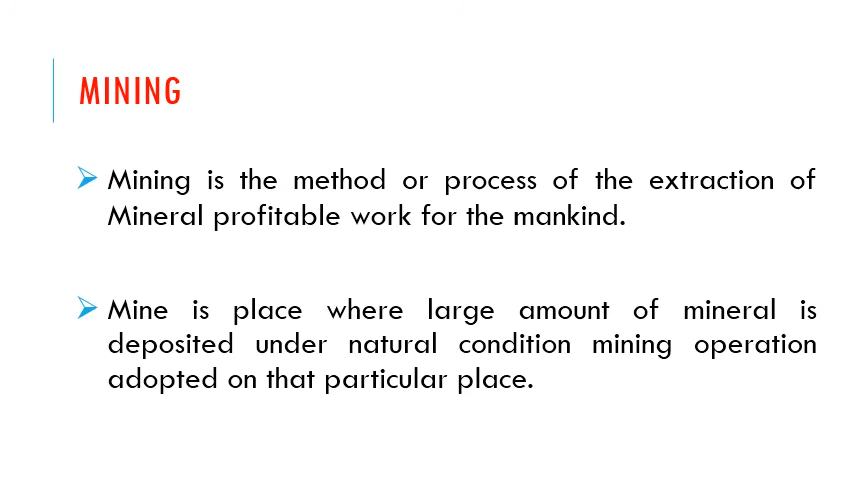 MINING
Mining is the method or process of the extraction of
Mineral profitable work for the mankind.
Mine is place where large amount of mineral is
deposited under natural condition mining operation
adopted on that particular place.